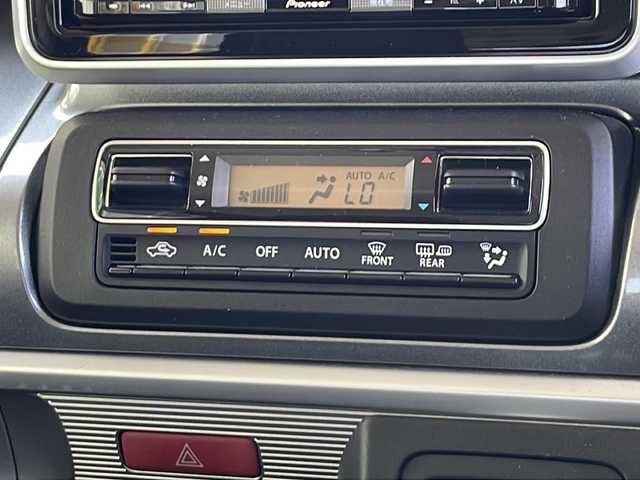 Pioneer
AUTO A/C
LO
A/C OFF AUTO FRONT REAR